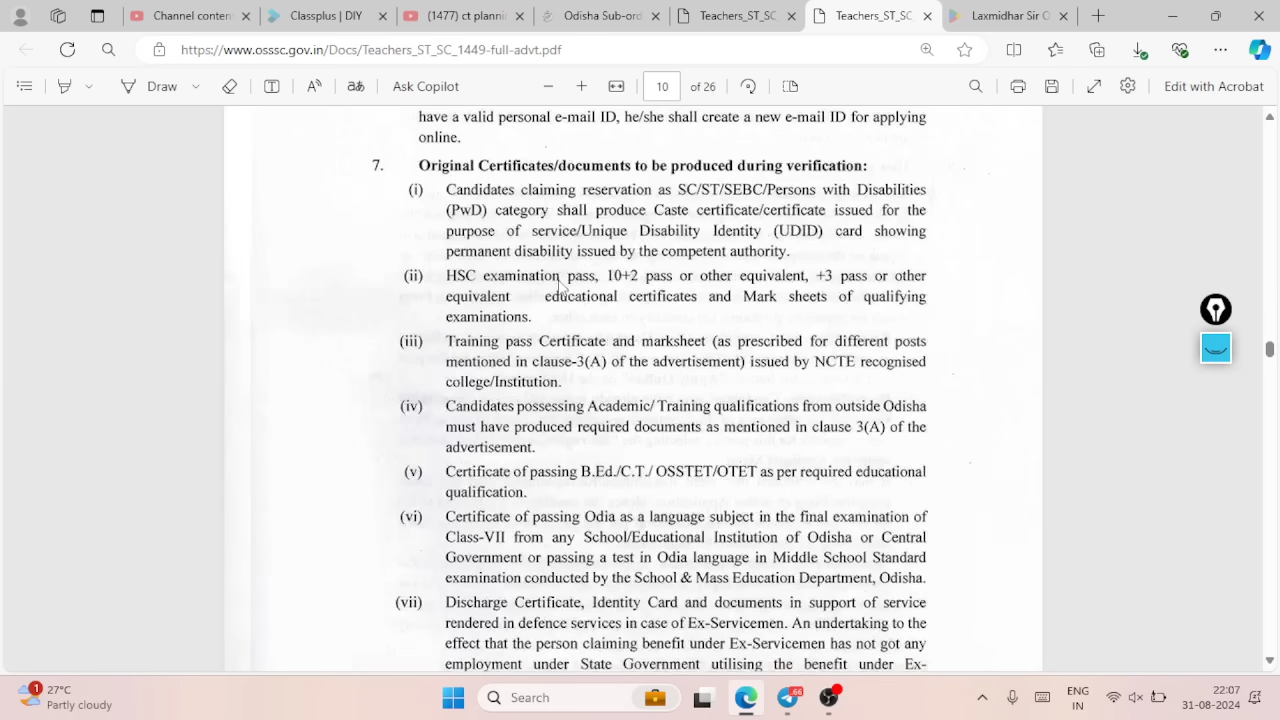 Channel conten
Classplus | DIY
(1477) ct plannin
Odisha Sub-ord
Teachers_ST_SC_
Teachers_ST_SC_
Laxmidhar Sir O
https://www.osssc.gov.in/Docs/Teachers_ST_SC_1449-full-advt.pdf
Draw
Ask Copilot
10 of 26
Edit with Acrobat
have a valid personal e-mail ID, he/she shall create a new e-mail ID for applying
online.
7. Original Certificates/documents to be produced during verification:
(i) Candidates claiming reservation as SC/ST/SEBC/Persons with Disabilities
(PwD) category shall produce Caste certificate/certificate issued for the
purpose of service/Unique Disability Identity (UDID) card showing
permanent disability issued by the competent authority.
(ii) HSC examination pass, 10+2 pass or other equivalent, +3 pass or other
equivalent educational certificates and Mark sheets of qualifying
examinations.
(iii) Training pass Certificate and marksheet (as prescribed for different posts
mentioned in clause-3(A) of the advertisement) issued by NCTE recognised
college/Institution.
(iv) Candidates possessing Academic/ Training qualifications from outside Odisha
must have produced required documents as mentioned in clause 3(A) of the
advertisement.
(v) Certificate of passing B.Ed./C.T./ OSSTET/OTET as per required educational
qualification.
(vi) Certificate of passing Odia as a language subject in the final examination of
Class-VII from any School/Educational Institution of Odisha or Central
Government or passing a test in Odia language in Middle School Standard
examination conducted by the School & Mass Education Department, Odisha.
(vii) Discharge Certificate, Identity Card and documents in support of service
rendered in defence services in case of Ex-Servicemen. An undertaking to the
effect that the person claiming benefit under Ex-Servicemen has not got any
employment under State Government utilising the benefit under Ex-
1
27°C
Partly cloudy
Search
.66
ENG
IN
22:07
31-08-2024